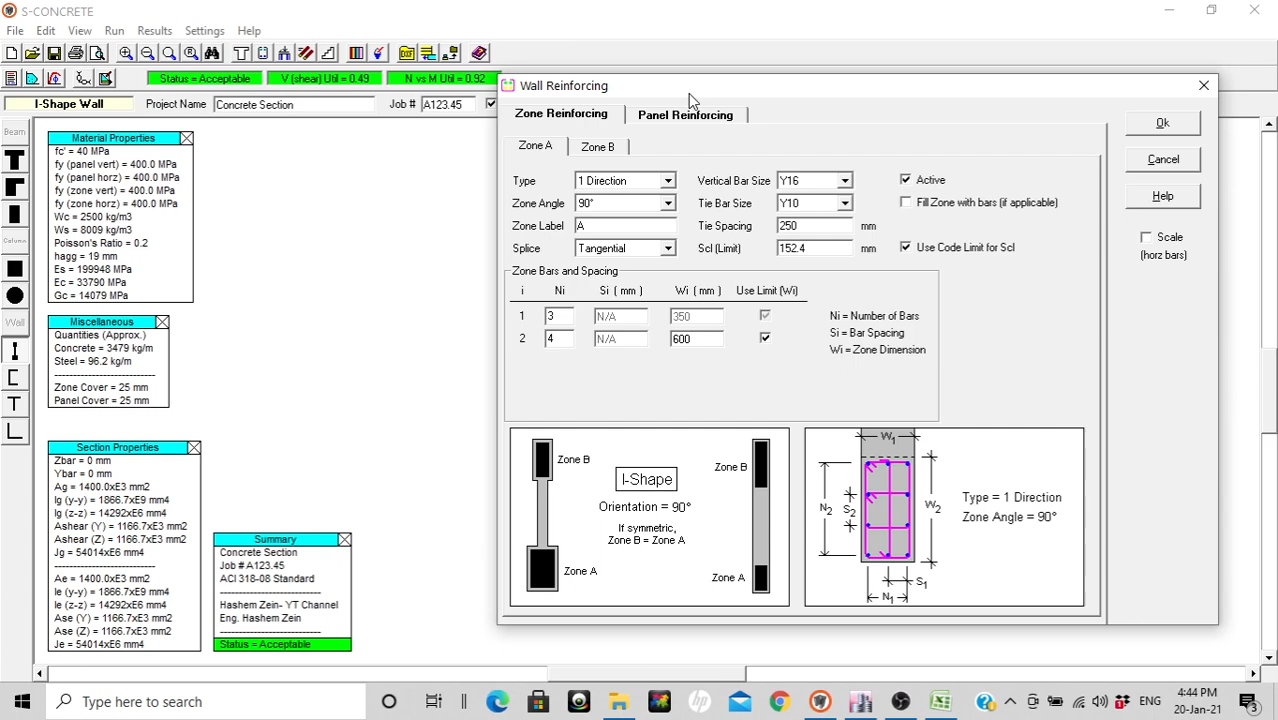 S-CONCRETE
File Edit View Run Results Settings Help
Status = Acceptable V (shear) Util = 0.49 N vs M Util = 0.92
I-Shape Wall Project Name Concrete Section Job # A123.45
Beam
Column
Wall
Material Properties
fc' = 40 MPa
fy (panel vert) = 400.0 MPa
fy (panel horz) = 400.0 MPa
fy (zone vert) = 400.0 MPa
fy (zone horz) = 400.0 MPa
Wc = 2500 kg/m3
Ws = 8009 kg/m3
Poisson's Ratio = 0.2
hagg = 19 mm
Es = 199948 MPa
Ec = 33790 MPa
Gc = 14079 MPa
Miscellaneous
Quantities (Approx.)
Concrete = 3479 kg/m
Steel = 96.2 kg/m
Zone Cover = 25 mm
Panel Cover = 25 mm
Section Properties
Zbar = 0 mm
Ybar = 0 mm
Ag = 1400.0xE3 mm2
Ig (y-y) = 1866.7xE9 mm4
Ig (z-z) = 14292xE6 mm4
Ashear (Y) = 1166.7xE3 mm2
Ashear (Z) = 1166.7xE3 mm2
Jg = 54014xE6 mm4
Ae = 1400.0xE3 mm2
Ie (y-y) = 1866.7xE9 mm4
Ie (z-z) = 14292xE6 mm4
Ase (Y) = 1166.7xE3 mm2
Ase (Z) = 1166.7xE3 mm2
Je = 54014xE6 mm4
Summary
Concrete Section
Job # A123.45
ACI 318-08 Standard
Hashem Zein- YT Channel
Eng. Hashem Zein
Status = Acceptable
Wall Reinforcing
Zone Reinforcing Panel Reinforcing
Zone A Zone B
Type 1 Direction Vertical Bar Size Y16 Active
Zone Angle 90° Tie Bar Size Y10 Fill Zone with bars (if applicable)
Zone Label A Tie Spacing 250 mm
Splice Tangential Scl (Limit) 152.4 mm Use Code Limit for Scl
Ok
Cancel
Help
Scale
(horz bars)
Zone Bars and Spacing
i Ni Si ( mm ) Wi ( mm ) Use Limit (Wi)
1 3 N/A 350
2 4 N/A 600
Ni = Number of Bars
Si = Bar Spacing
Wi = Zone Dimension
Zone B
I-Shape
Orientation = 90°
If symmetric,
Zone B = Zone A
Zone A
Zone B
Zone A
W1
N2
S2
W2
S1
N1
Type = 1 Direction
Zone Angle = 90°
Type here to search
hp
ENG
4:44 PM
20-Jan-21
3